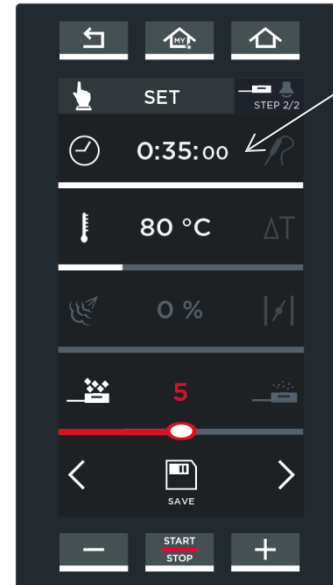 MY
SET
STEP 2/2
0:35:00
80 °C
ΔT
0 %
5
SAVE
START
STOP